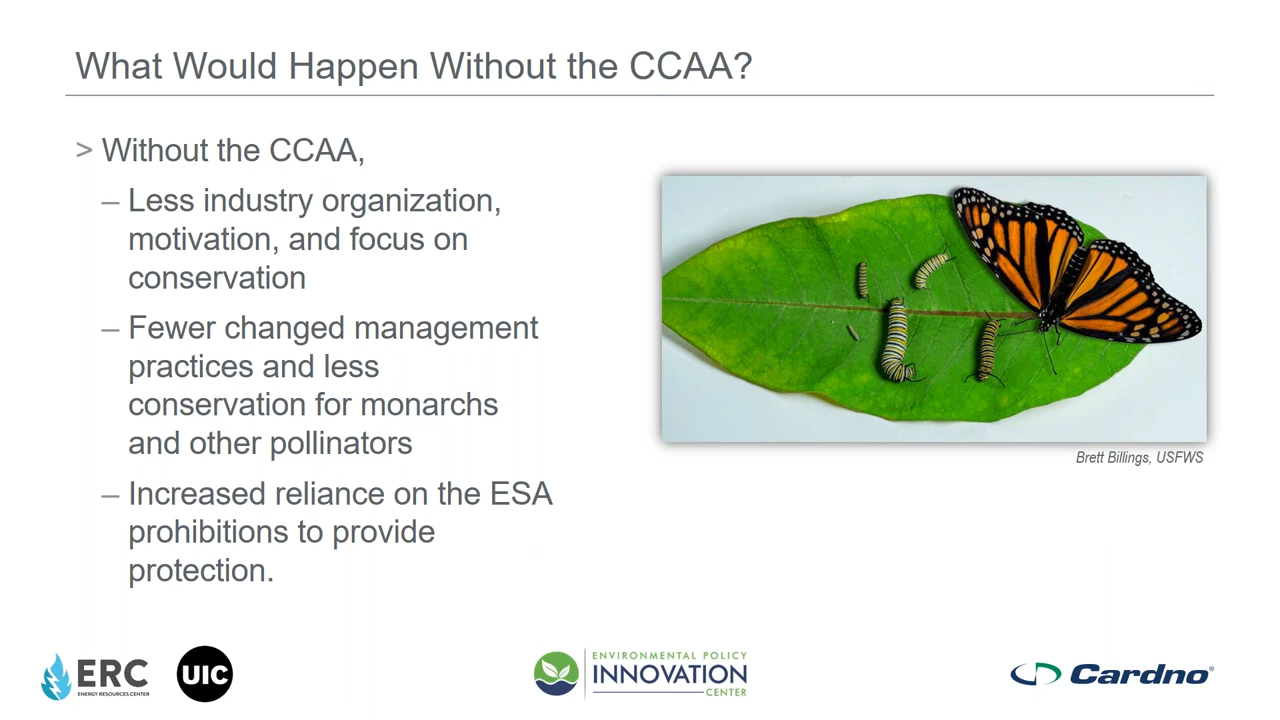 What Would Happen Without the CCAA?
> Without the CCAA,
– Less industry organization,
motivation, and focus on
conservation
– Fewer changed management
practices and less
conservation for monarchs
and other pollinators
– Increased reliance on the ESA
prohibitions to provide
protection.
Brett Billings, USFWS
ERC
ENERGY RESOURCES CENTER
UIC
ENVIRONMENTAL POLICY
INNOVATION
CENTER
Cardno®